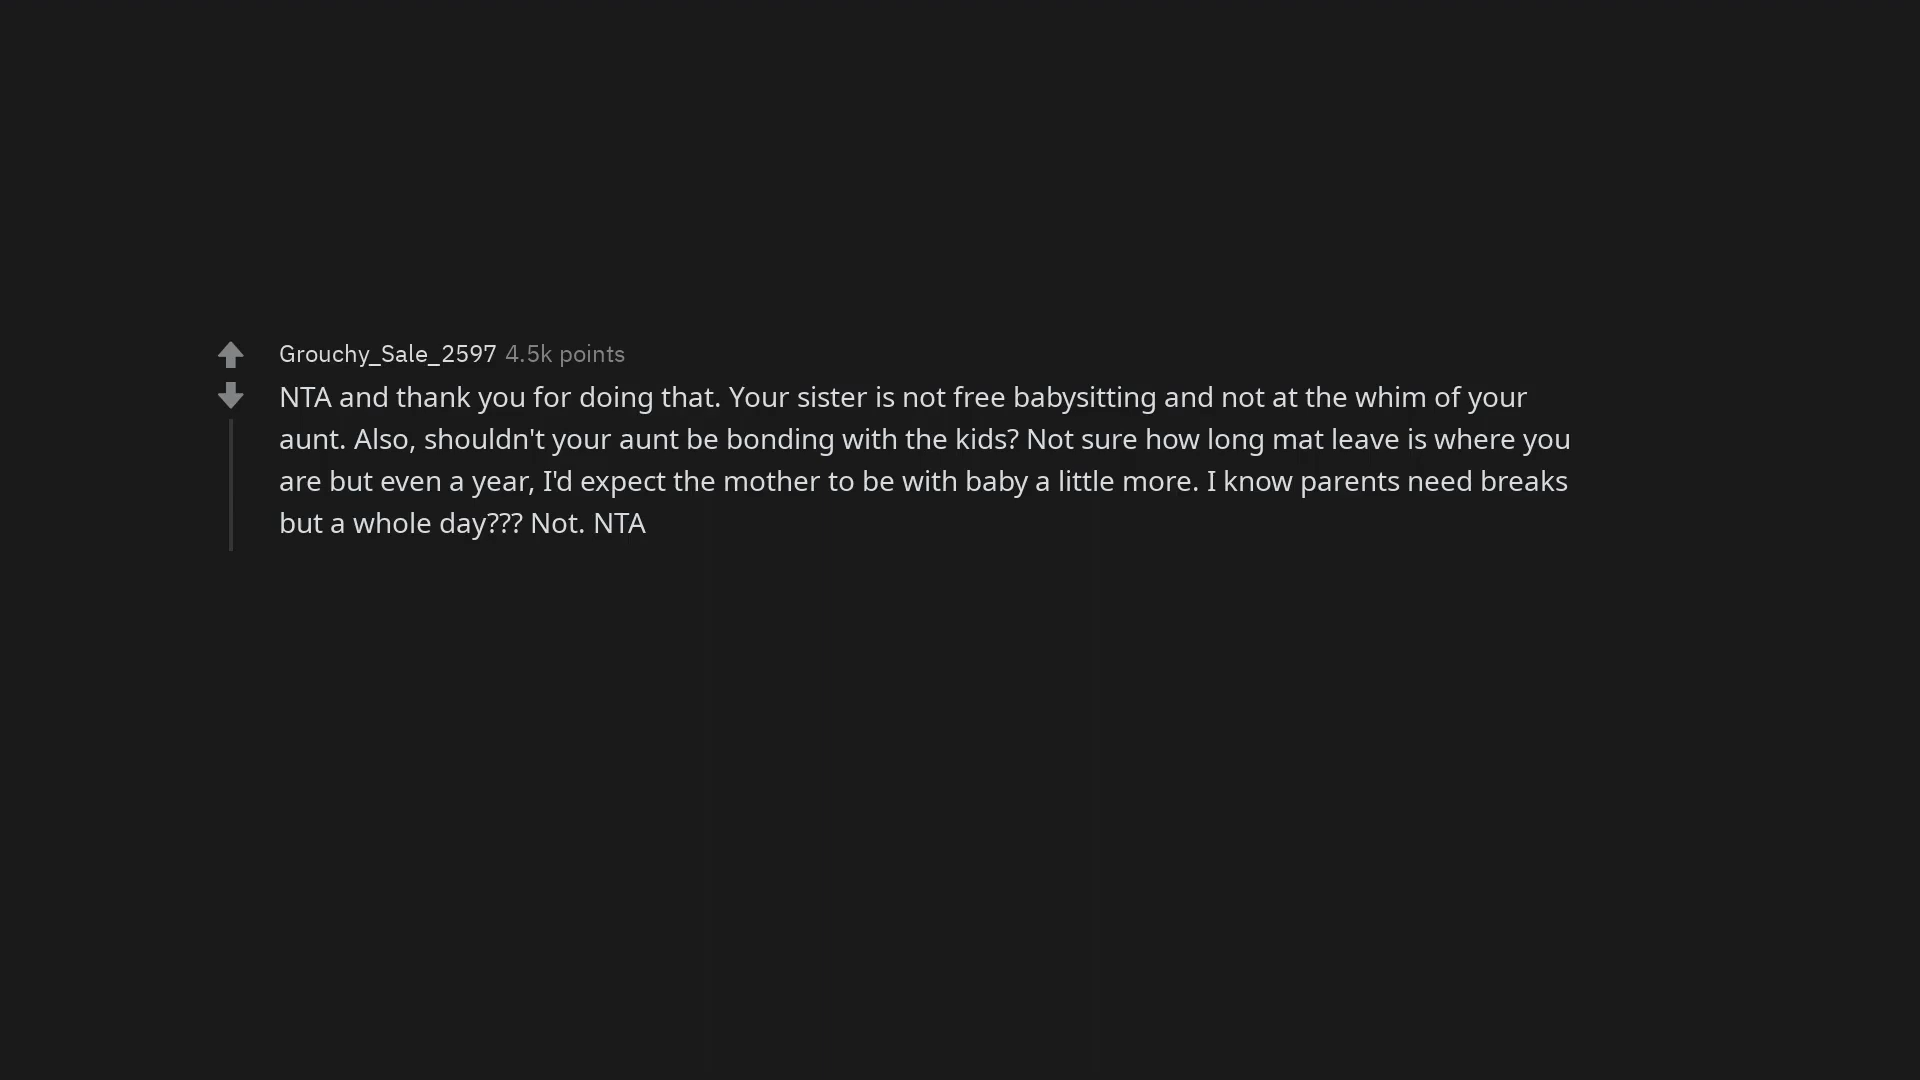 Grouchy_Sale_2597 4.5k points
NTA and thank you for doing that. Your sister is not free babysitting and not at the whim of your
aunt. Also, shouldn't your aunt be bonding with the kids? Not sure how long mat leave is where you
are but even a year, I'd expect the mother to be with baby a little more. I know parents need breaks
but a whole day??? Not. NTA